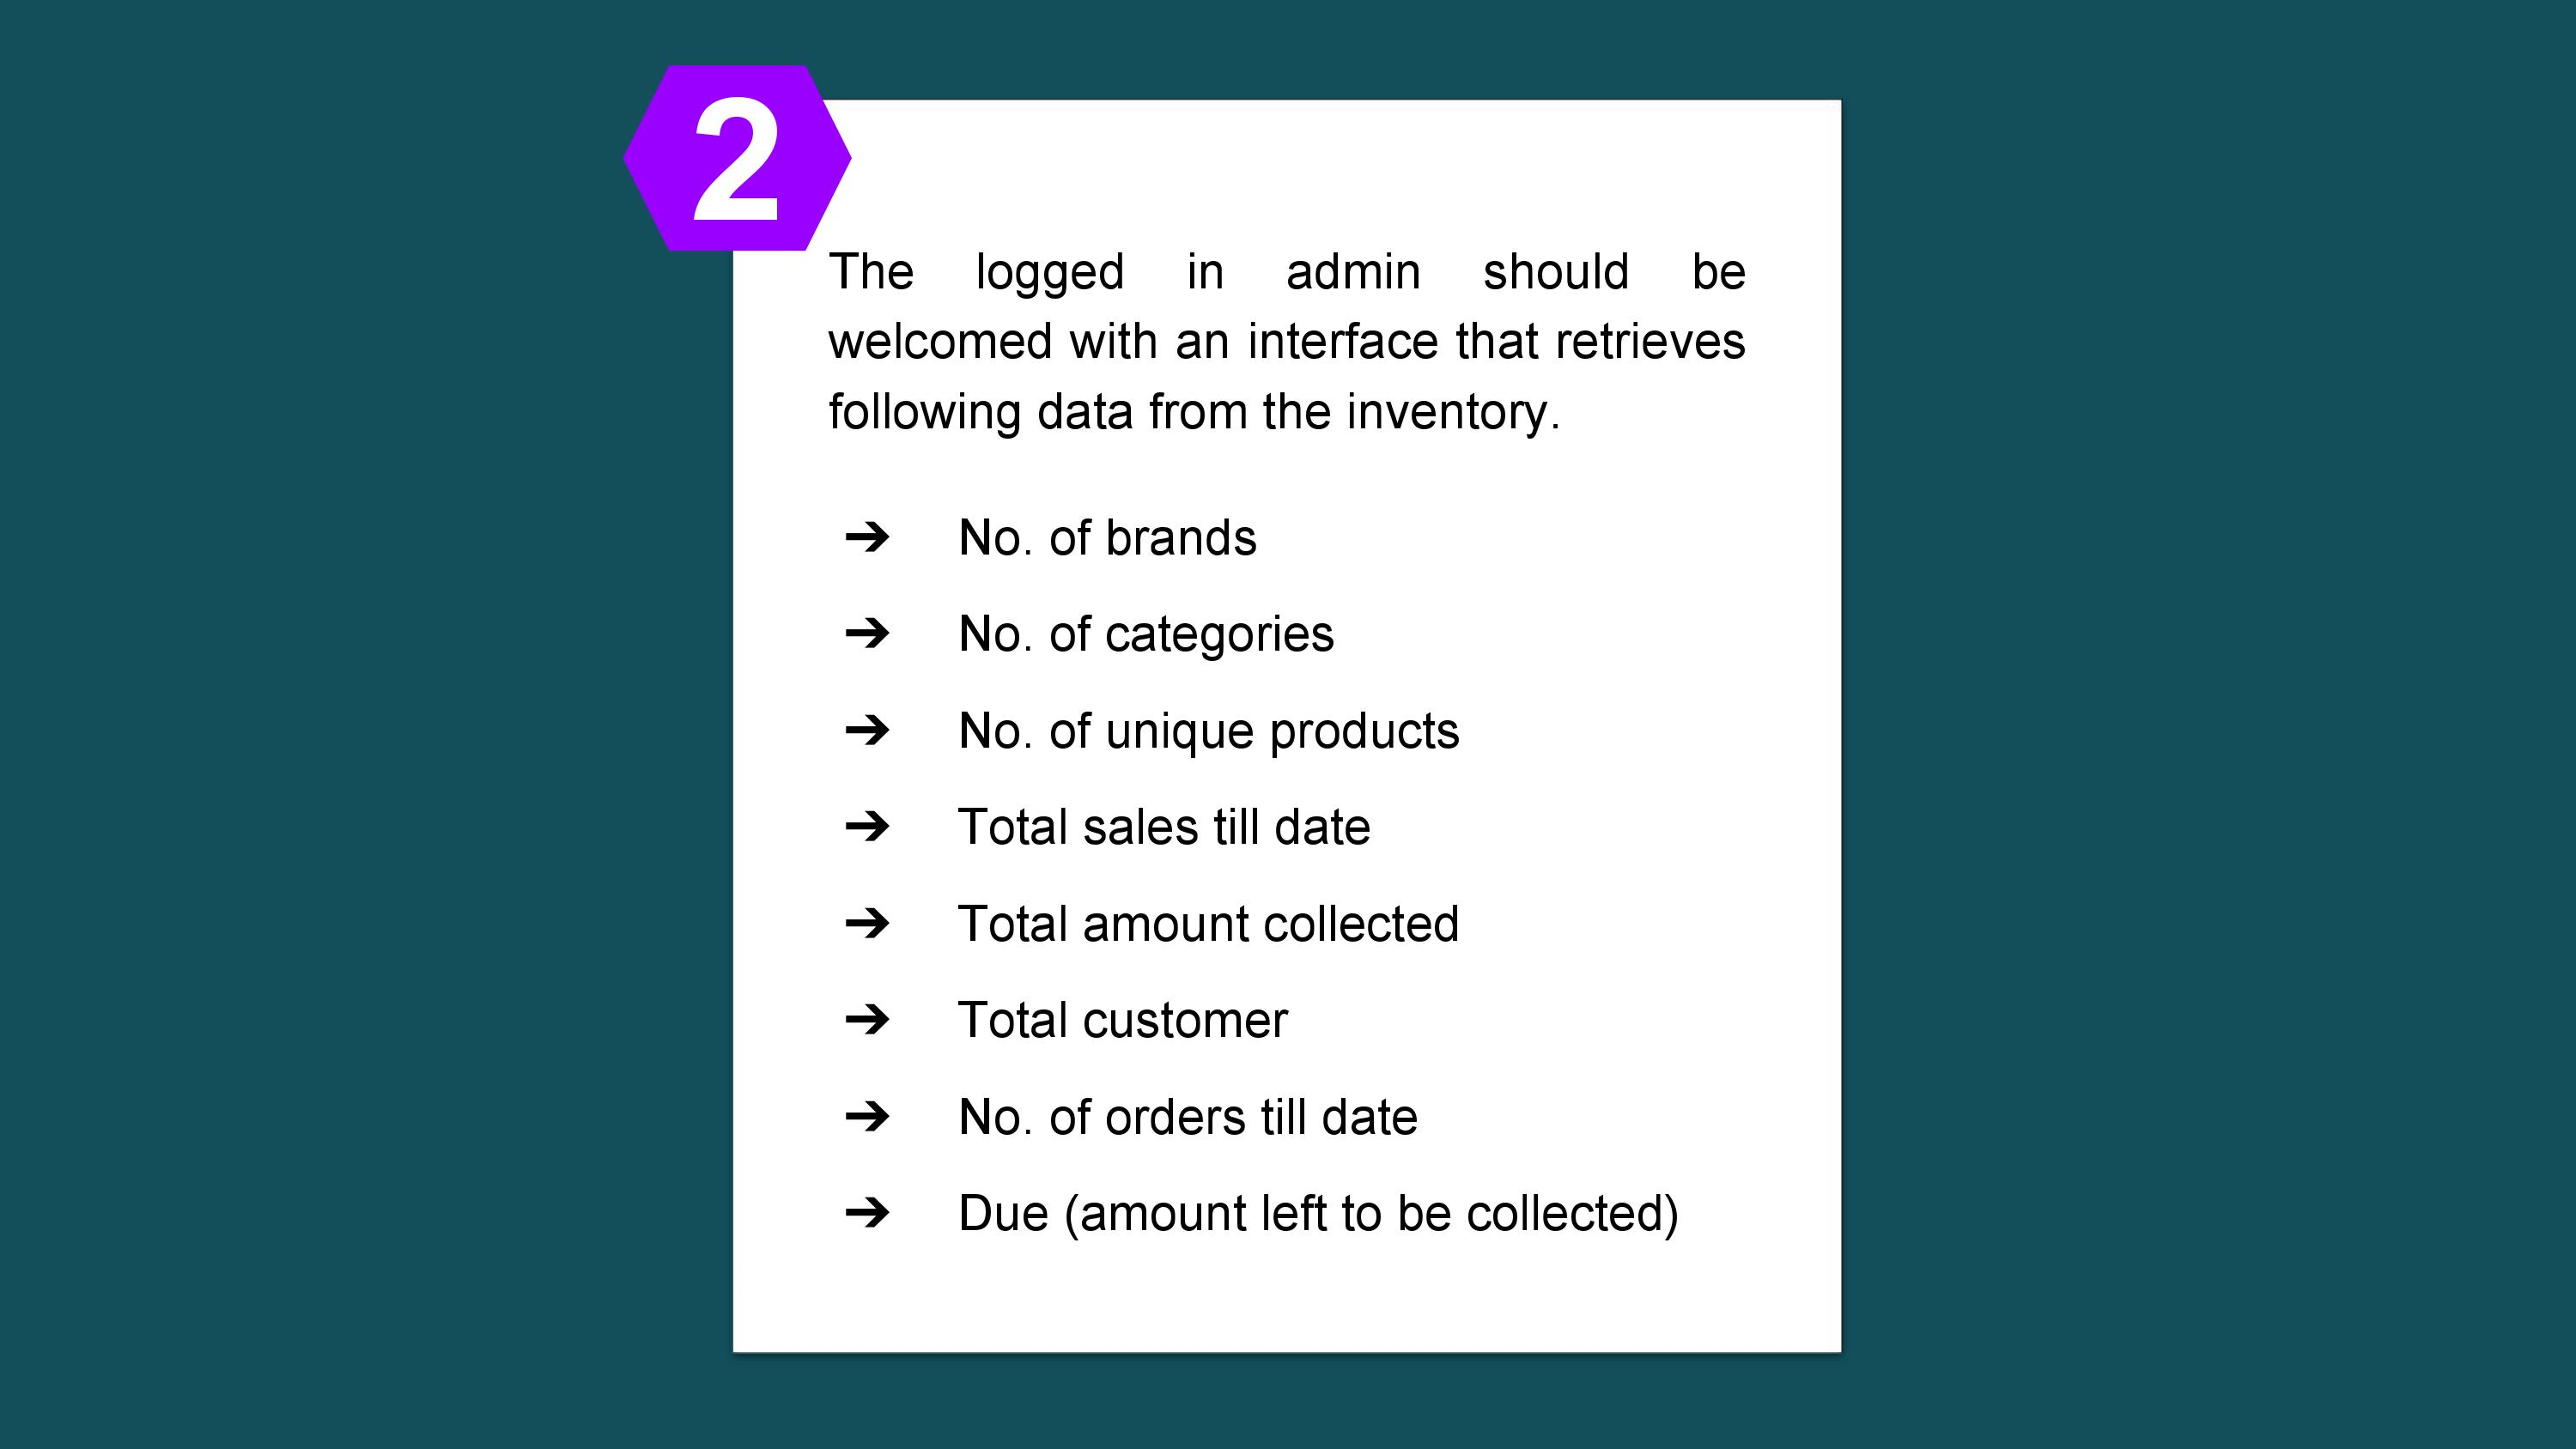 2
The logged in admin should be
welcomed with an interface that retrieves
following data from the inventory.
➔ No. of brands
➔ No. of categories
➔ No. of unique products
➔ Total sales till date
➔ Total amount collected
➔ Total customer
➔ No. of orders till date
➔ Due (amount left to be collected)